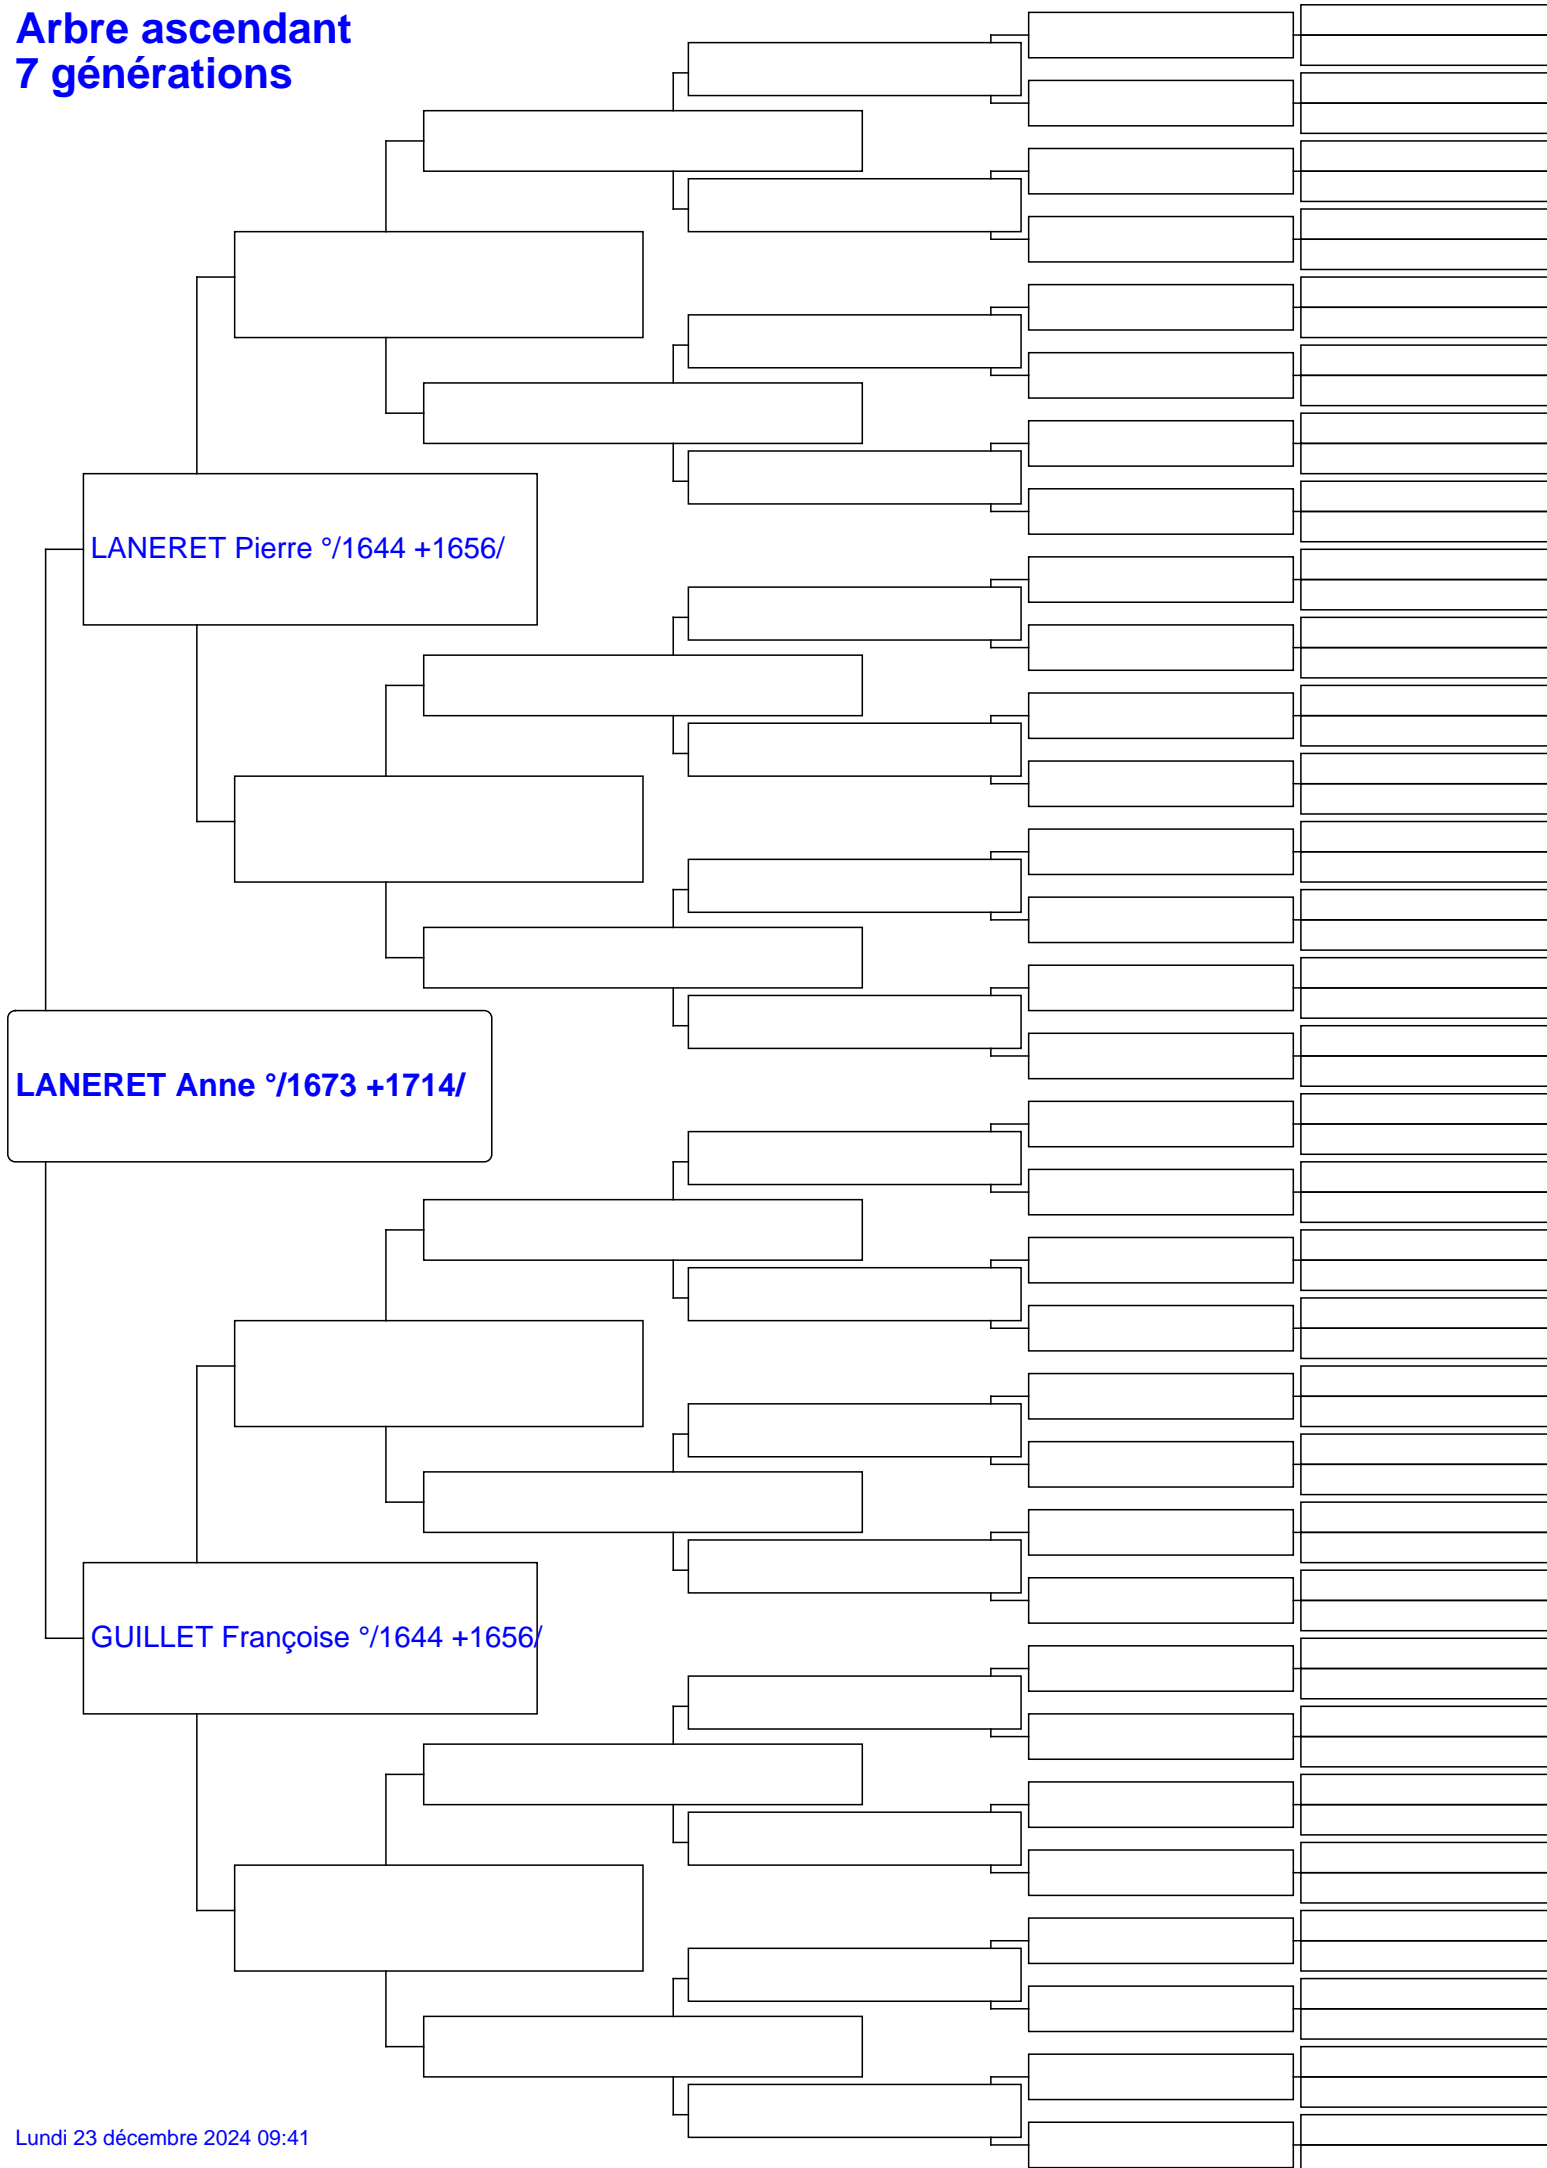 Arbre ascendant
7 générations
LANERET Pierre °/1644 +1656/
LANERET Anne °/1673 +1714/
GUILLET Françoise °/1644 +1656/
Lundi 23 décembre 2024 09:41